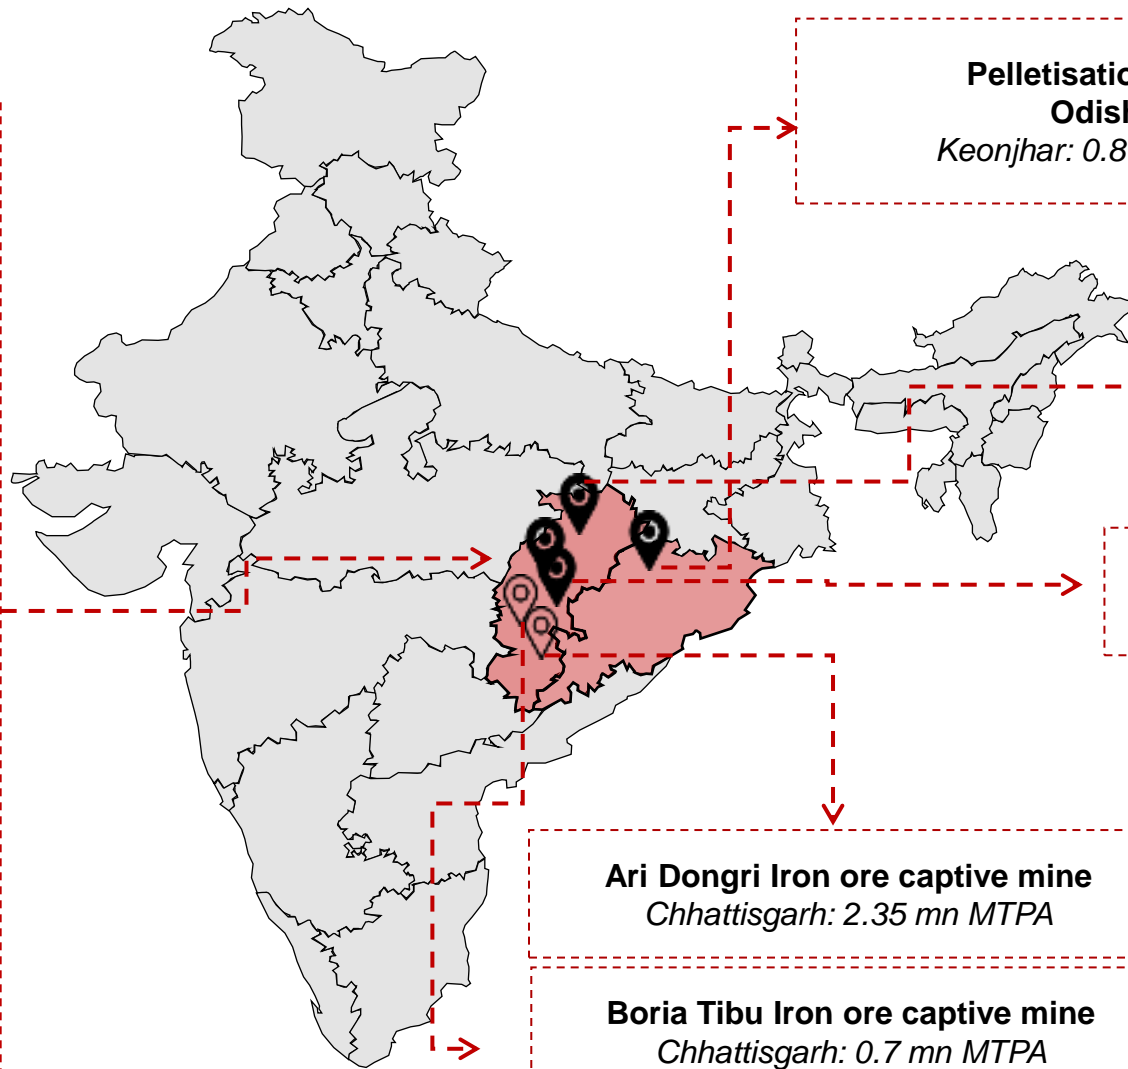 Pelletisatio
Odish
Keonjhar: 0.8
Ari Dongri Iron ore captive mine
Chhattisgarh: 2.35 mn MTPA
Boria Tibu Iron ore captive mine
Chhattisgarh: 0.7 mn MTPA